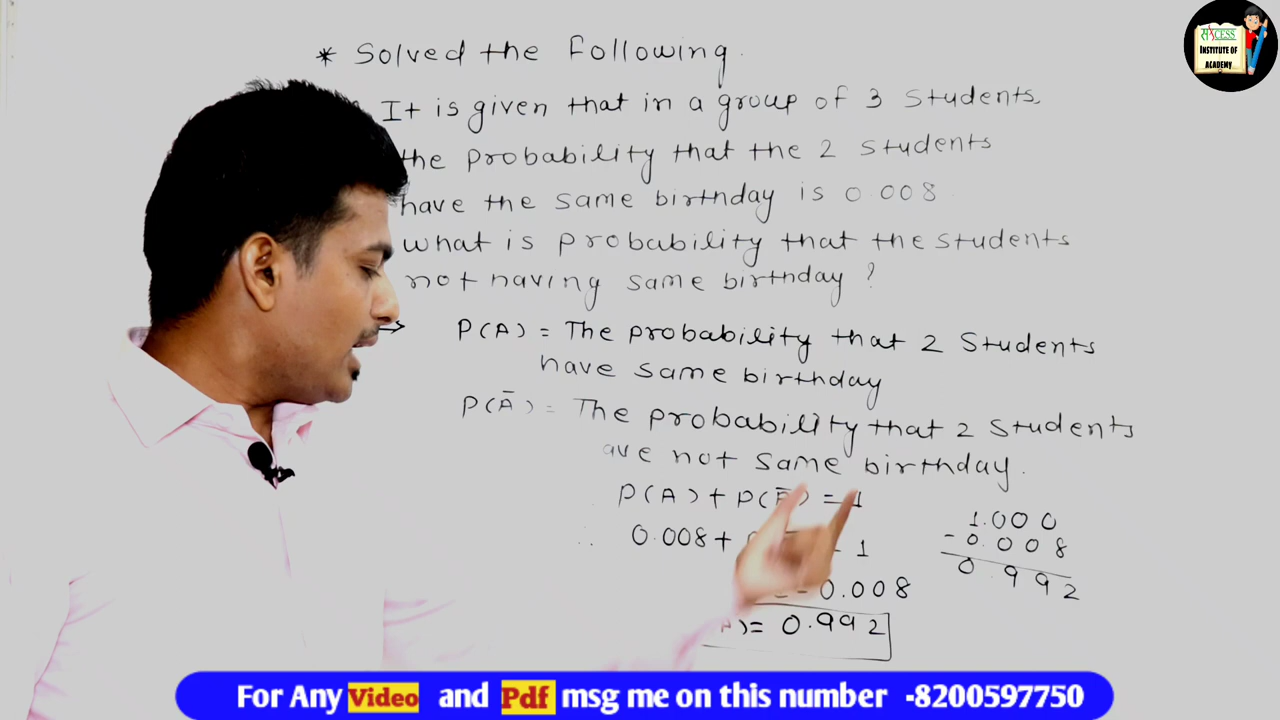 * Solved the following.
It is given that in a group of 3 students
the probability that the 2 students
have the same birthday is 0.008
what is probability that the students
not having same birthday ?
→ P(A) = The probability that 2 students
have same birthday
P(Ā) = The probability that 2 students
are not same birthday.
P(A) + P( ) = 1
∴ 0.008 + 1
- 0.008
) = 0.992
1.000
- 0.008
0.992
સક્સેસ
INSTITUTE OF
ACADEMY
For Any Video and Pdf msg me on this number -8200597750